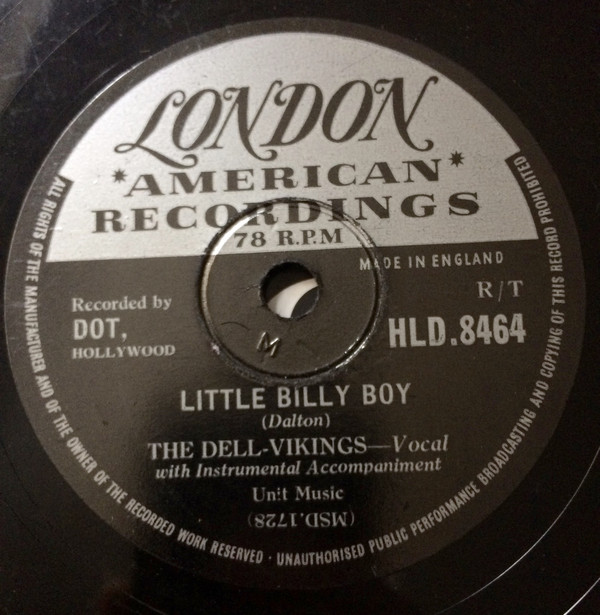 LONDON
*AMERICAN*
RECORDINGS
78 R.P.M
MADE IN ENGLAND
R/T
Recorded by
DOT,
HOLLYWOOD
HLD.8464
M
LITTLE BILLY BOY
(Dalton)
THE DELL-VIKINGS—Vocal
with Instrumental Accompaniment
Unit Music
(MSD.1728)
ALL RIGHTS OF THE MANUFACTURER AND OF THE OWNER OF THE RECORDED WORK RESERVED · UNAUTHORISED PUBLIC PERFORMANCE BROADCASTING AND COPYING OF THIS RECORD PROHIBITED